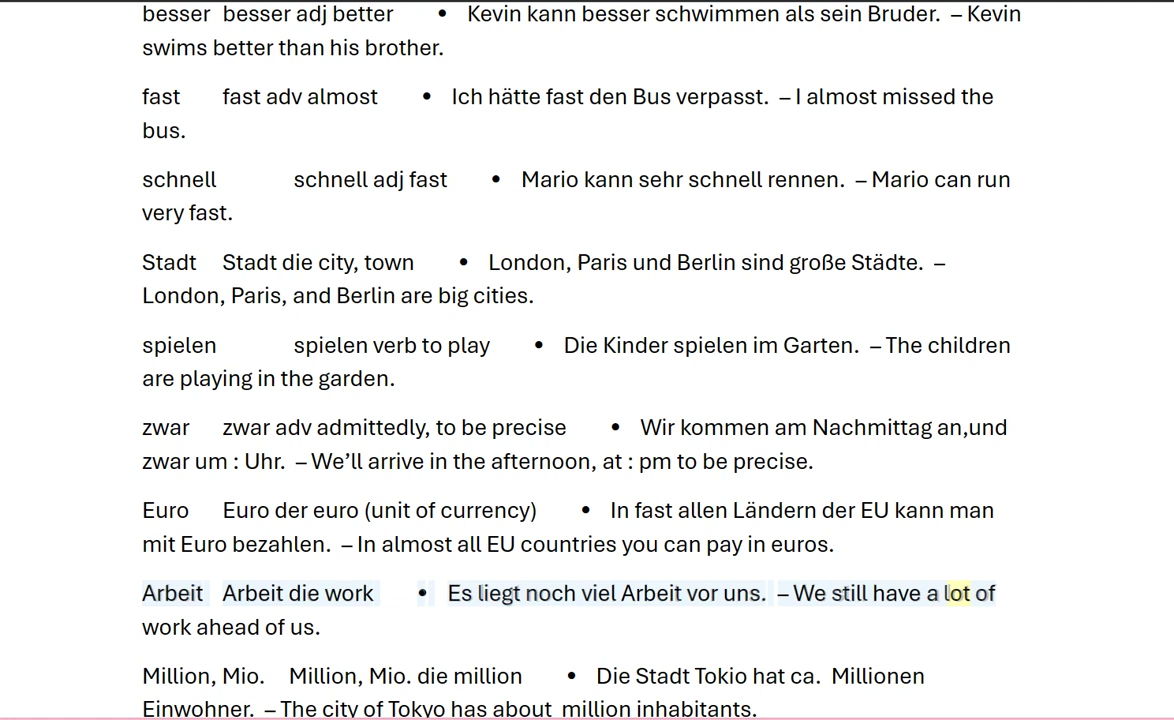 besser besser adj better • Kevin kann besser schwimmen als sein Bruder. – Kevin
swims better than his brother.
fast fast adv almost • Ich hätte fast den Bus verpasst. – I almost missed the
bus.
schnell schnell adj fast • Mario kann sehr schnell rennen. – Mario can run
very fast.
Stadt Stadt die city, town • London, Paris und Berlin sind große Städte. –
London, Paris, and Berlin are big cities.
spielen spielen verb to play • Die Kinder spielen im Garten. – The children
are playing in the garden.
zwar zwar adv admittedly, to be precise • Wir kommen am Nachmittag an,und
zwar um : Uhr. – We’ll arrive in the afternoon, at : pm to be precise.
Euro Euro der euro (unit of currency) • In fast allen Ländern der EU kann man
mit Euro bezahlen. – In almost all EU countries you can pay in euros.
Arbeit Arbeit die work • Es liegt noch viel Arbeit vor uns. – We still have a lot of
work ahead of us.
Million, Mio. Million, Mio. die million • Die Stadt Tokio hat ca. Millionen
Einwohner. – The city of Tokyo has about million inhabitants.